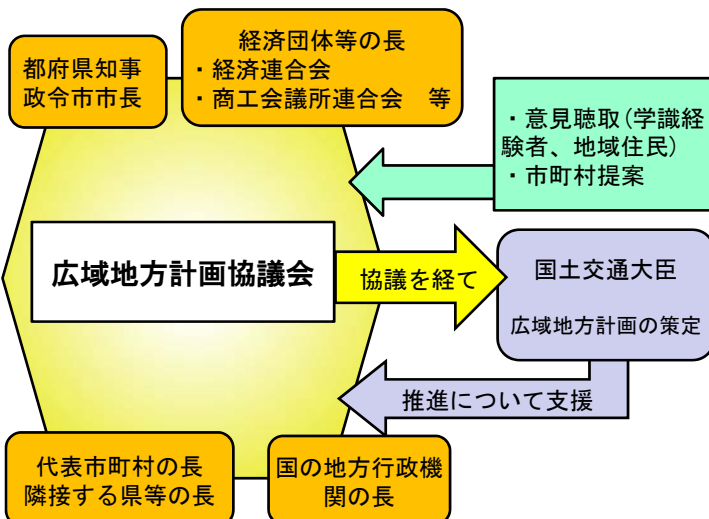 都府県知事
政令市市長
経済団体等の長
・経済連合会
・商工会議所連合会　等
・意見聴取(学識経
験者、地域住民)
・市町村提案
広域地方計画協議会
協議を経て
国土交通大臣
広域地方計画の策定
推進について支援
代表市町村の長
隣接する県等の長
国の地方行政機
関の長